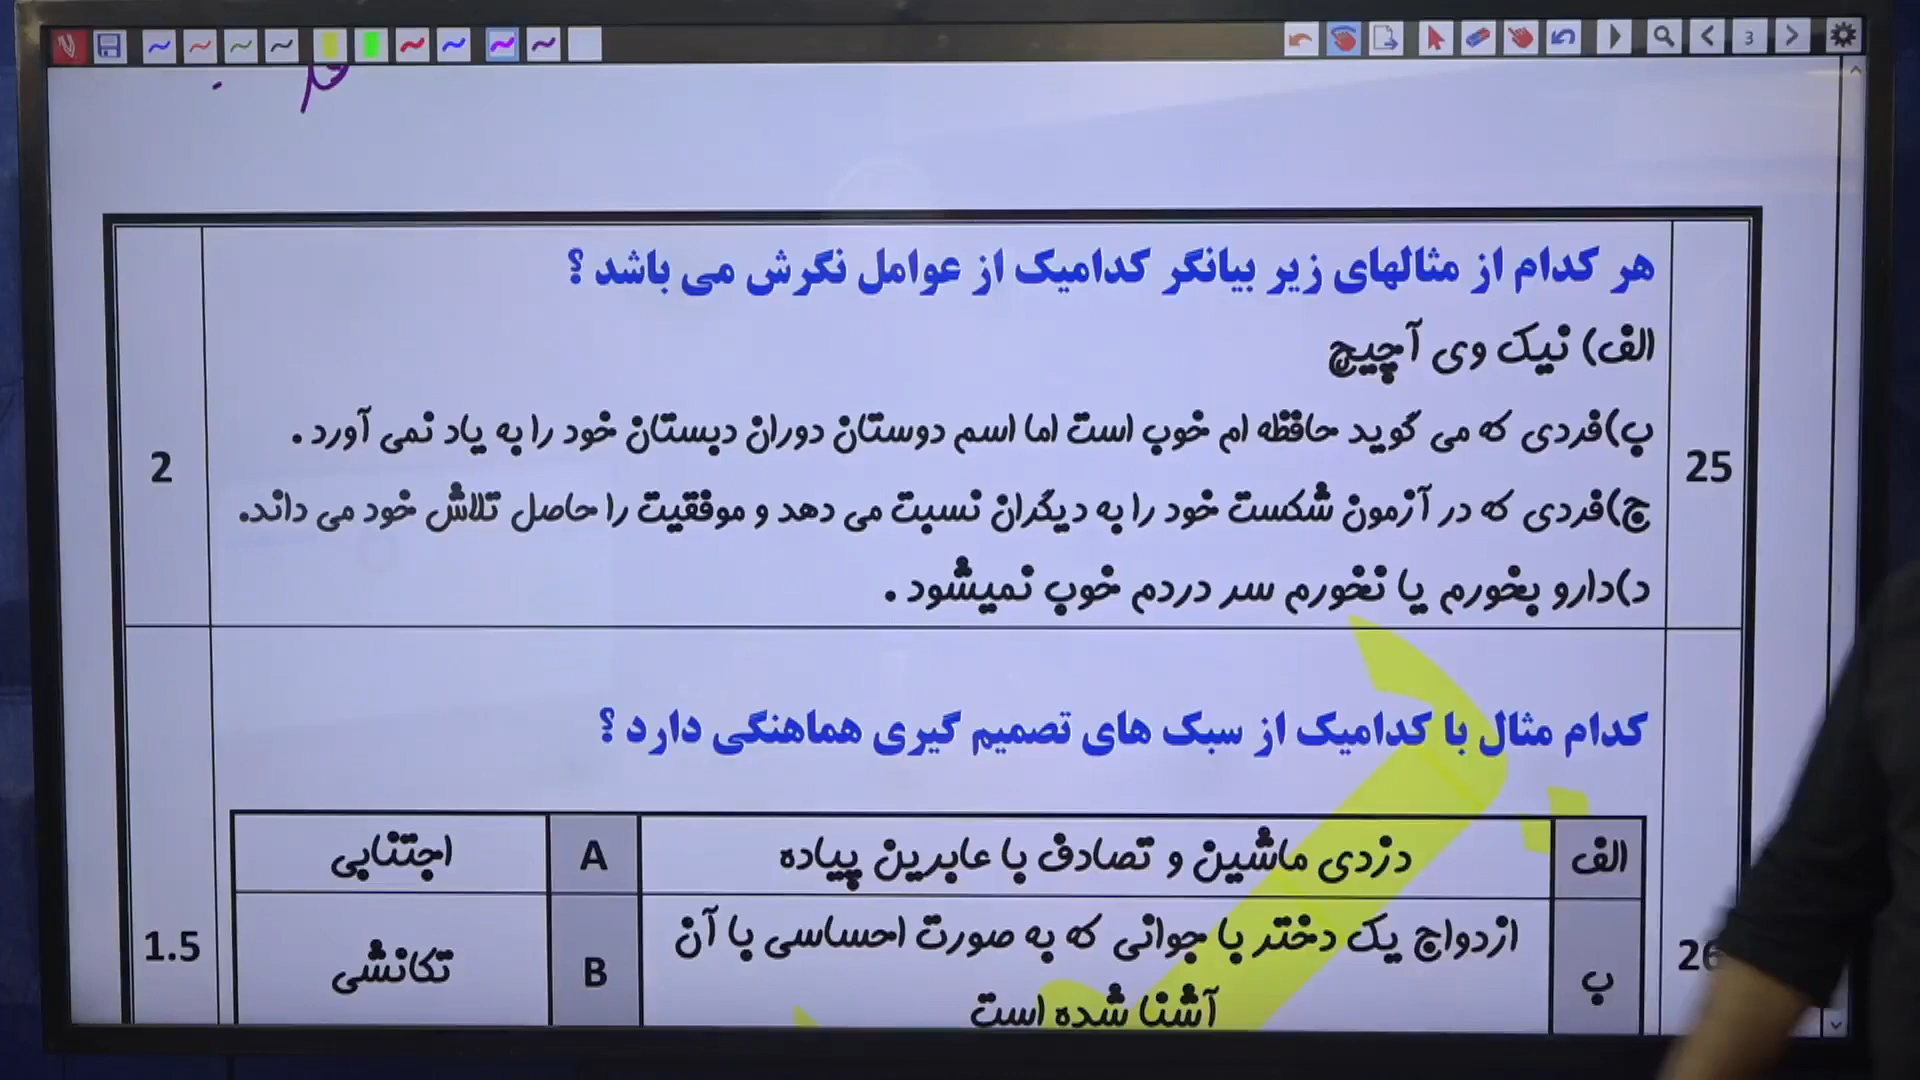 3
25
هر کدام از مثالهای زیر بیانگر کدامیک از عوامل نگرش می باشد ؟
الف) نیک وی آچیچ
ب)فردی که می گوید حافظه ام خوب است اما اسم دوستان دوران دبستان خود را به یاد نمی آورد .
ج)فردی که در آزمون شکست خود را به دیگران نسبت می دهد و موفقیت را حاصل تلاش خود می داند.
د)دارو بخورم یا نخورم سر دردم خوب نمیشود .
2
26
کدام مثال با کدامیک از سبک های تصمیم گیری هماهنگی دارد ؟
الف
دزدی ماشین و تصادف با عابرین پیاده
A
اجتنابی
ب
ازدواج یک دختر با جوانی که به صورت احساسی با آن
آشنا شده است
B
تکانشی
1.5